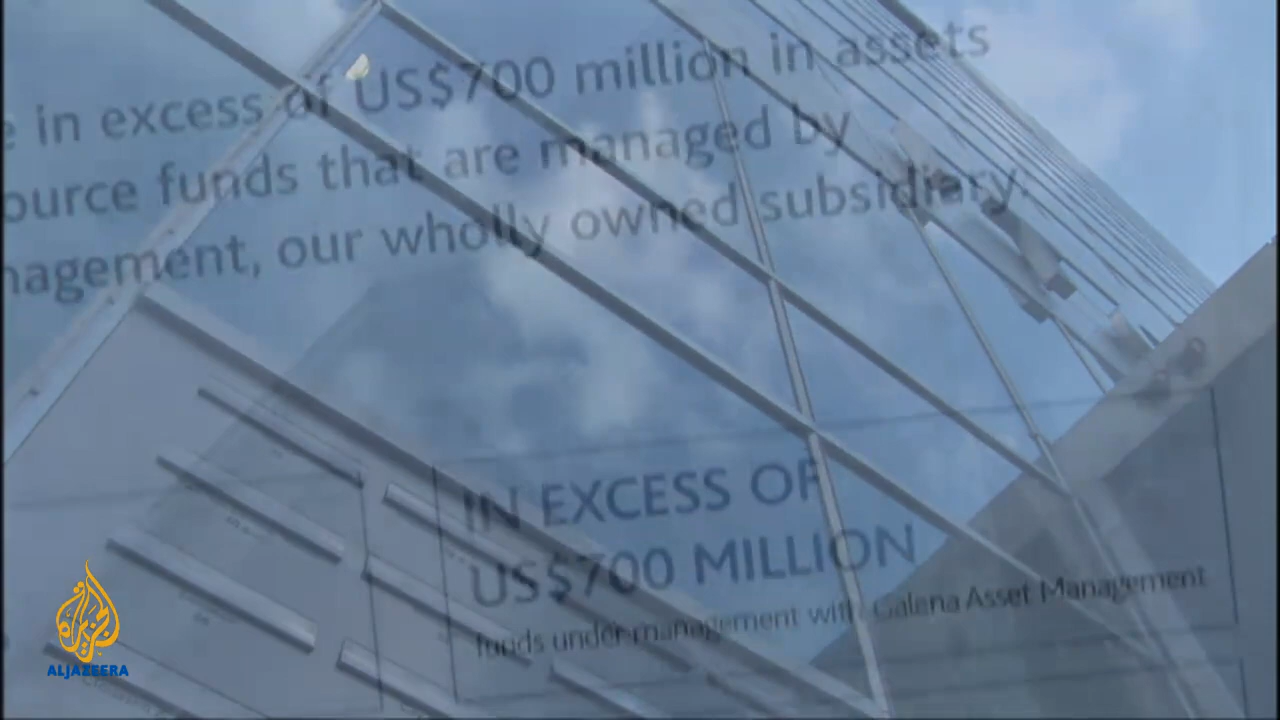 in excess of US$700 million in assets
ource funds that are managed by
nagement, our wholly owned subsidiary.
IN EXCESS OF
US$700 MILLION
funds under management with Galena Asset Management
ALJAZEERA